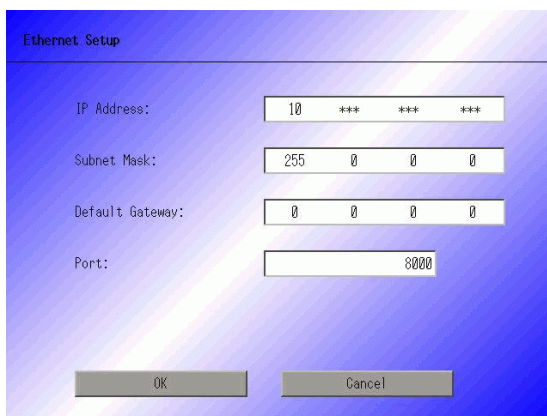 Ethernet Setup
IP Address: 10 *** *** ***
Subnet Mask: 255 0 0 0
Default Gateway: 0 0 0 0
Port: 8000
OK Cancel